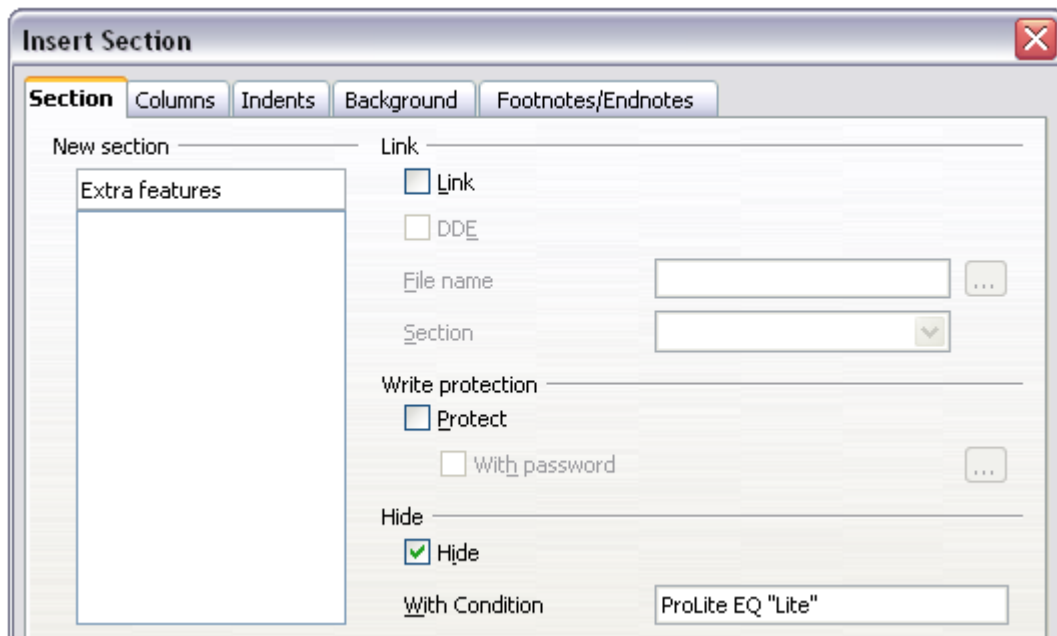 Insert Section
Section Columns Indents Background Footnotes/Endnotes
New section
Extra features
Link
Link
DDE
File name ...
Section
Write protection
Protect
With password ...
Hide
Hide
With Condition ProLite EQ "Lite"